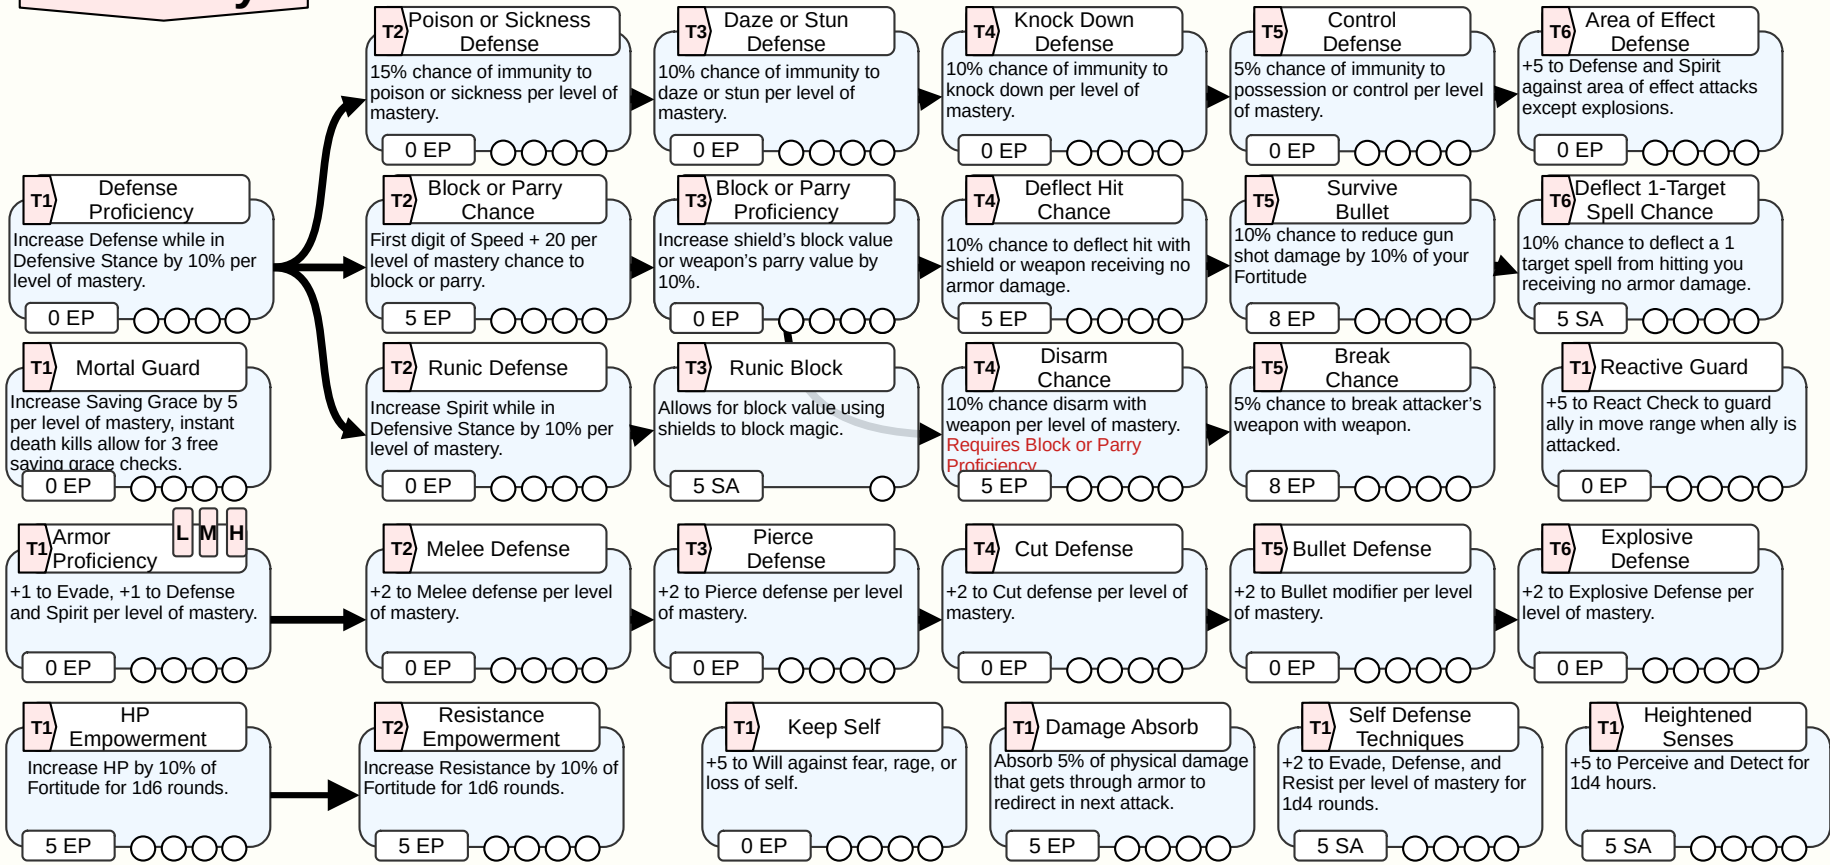 T2
Poison or Sickness
Defense
15% chance of immunity to
poison or sickness per level of
mastery.
0 EP
T3
Daze or Stun
Defense
10% chance of immunity to
daze or stun per level of
mastery.
0 EP
T4
Knock Down
Defense
10% chance of immunity to
knock down per level of
mastery.
0 EP
T5
Control
Defense
5% chance of immunity to
possession or control per level
of mastery.
0 EP
T6
Area of Effect
Defense
+5 to Defense and Spirit
against area of effect attacks
except explosions.
0 EP
T1
Defense
Proficiency
Increase Defense while in
Defensive Stance by 10% per
level of mastery.
0 EP
T2
Block or Parry
Chance
First digit of Speed + 20 per
level of mastery chance to
block or parry.
5 EP
T3
Block or Parry
Proficiency
Increase shield's block value
or weapon's parry value by
10%.
0 EP
T4
Deflect Hit
Chance
10% chance to deflect hit with
shield or weapon receiving no
armor damage.
5 EP
T5
Survive
Bullet
10% chance to reduce gun
shot damage by 10% of your
Fortitude
8 EP
T6
Deflect 1-Target
Spell Chance
10% chance to deflect a 1
target spell from hitting you
receiving no armor damage.
5 SA
T1
Mortal Guard
Increase Saving Grace by 5
per level of mastery, instant
death kills allow for 3 free
saving grace checks.
0 EP
T2
Runic Defense
Increase Spirit while in
Defensive Stance by 10% per
level of mastery.
0 EP
T3
Runic Block
Allows for block value using
shields to block magic.
5 SA
T4
Disarm
Chance
10% chance disarm with
weapon per level of mastery.
Requires Block or Parry
Proficiency
5 EP
T5
Break
Chance
5% chance to break attacker's
weapon with weapon.
8 EP
T1
Reactive Guard
+5 to React Check to guard
ally in move range when ally is
attacked.
0 EP
T1
Armor
Proficiency
L M H
+1 to Evade, +1 to Defense
and Spirit per level of mastery.
0 EP
T2
Melee Defense
+2 to Melee defense per level
of mastery.
0 EP
T3
Pierce
Defense
+2 to Pierce defense per level
of mastery.
0 EP
T4
Cut Defense
+2 to Cut defense per level of
mastery.
0 EP
T5
Bullet Defense
+2 to Bullet modifier per level
of mastery.
0 EP
T6
Explosive
Defense
+2 to Explosive Defense per
level of mastery.
0 EP
T1
HP
Empowerment
Increase HP by 10% of
Fortitude for 1d6 rounds.
5 EP
T2
Resistance
Empowerment
Increase Resistance by 10% of
Fortitude for 1d6 rounds.
5 EP
T1
Keep Self
+5 to Will against fear, rage, or
loss of self.
0 EP
T1
Damage Absorb
Absorb 5% of physical damage
that gets through armor to
redirect in next attack.
5 EP
T1
Self Defense
Techniques
+2 to Evade, Defense, and
Resist per level of mastery for
1d4 rounds.
5 SA
T1
Heightened
Senses
+5 to Perceive and Detect for
1d4 hours.
5 SA